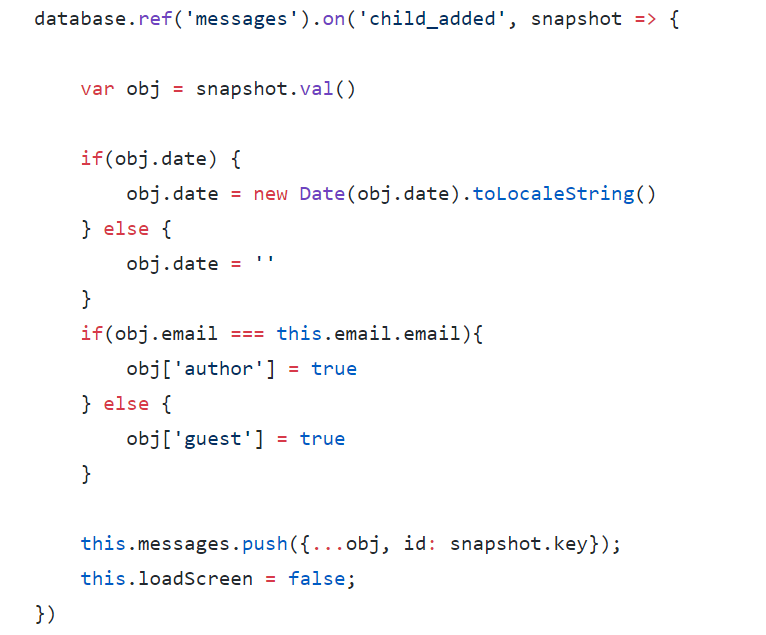 database.ref('messages').on('child_added', snapshot => {
var obj = snapshot.val()
if(obj.date) {
obj.date = new Date(obj.date).toLocaleString()
} else {
obj.date = ''
}
if(obj.email === this.email.email){
obj['author'] = true
} else {
obj['guest'] = true
}
this.messages.push({...obj, id: snapshot.key});
this.loadScreen = false;
})